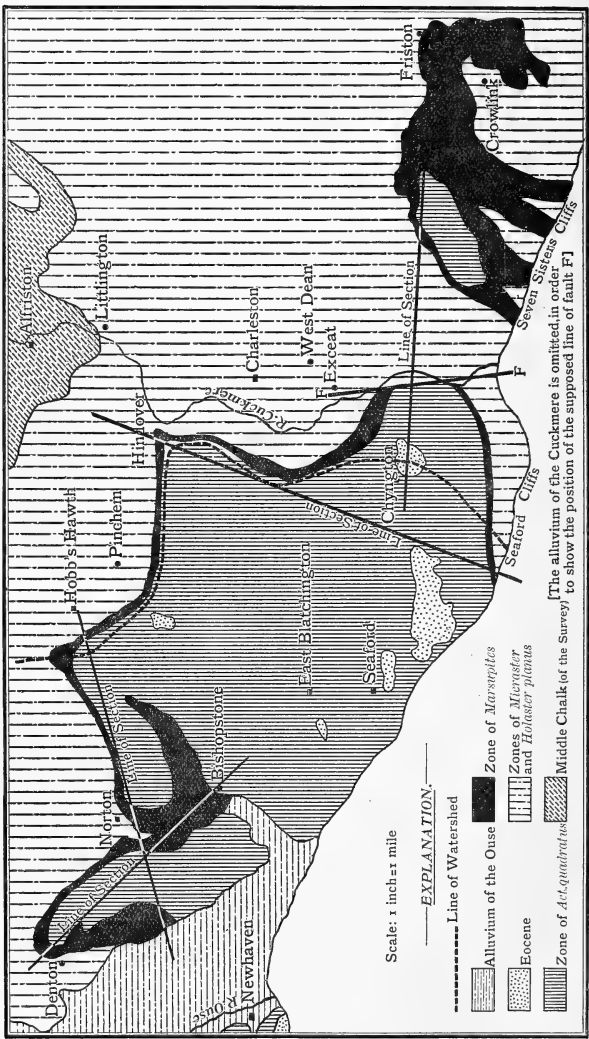 Friston
Crowlink
Seven Sisters Cliffs
Alfriston
Littington
Charleston
West Dean
Exceat
F
F
R. Cuckmere
Line of Section
Hindover
Hobb's Hawth
Pinchem
Chyngton
Line of Section
Seaford Cliffs
East Blatchington
Seaford
Bishopstone
Norton
Line of Section
Line of Section
Denton
Newhaven
R. Ouse
[The alluvium of the Cuckmere is omitted, in order
to show the position of the supposed line of fault F]
Scale: 1 inch = 1 mile
EXPLANATION.
Line of Watershed
Alluvium of the Ouse
Zone of Marsupites
Eocene
Zones of Micraster
and Holaster planus
Zone of Act. quadratus
Middle Chalk (of the Survey)